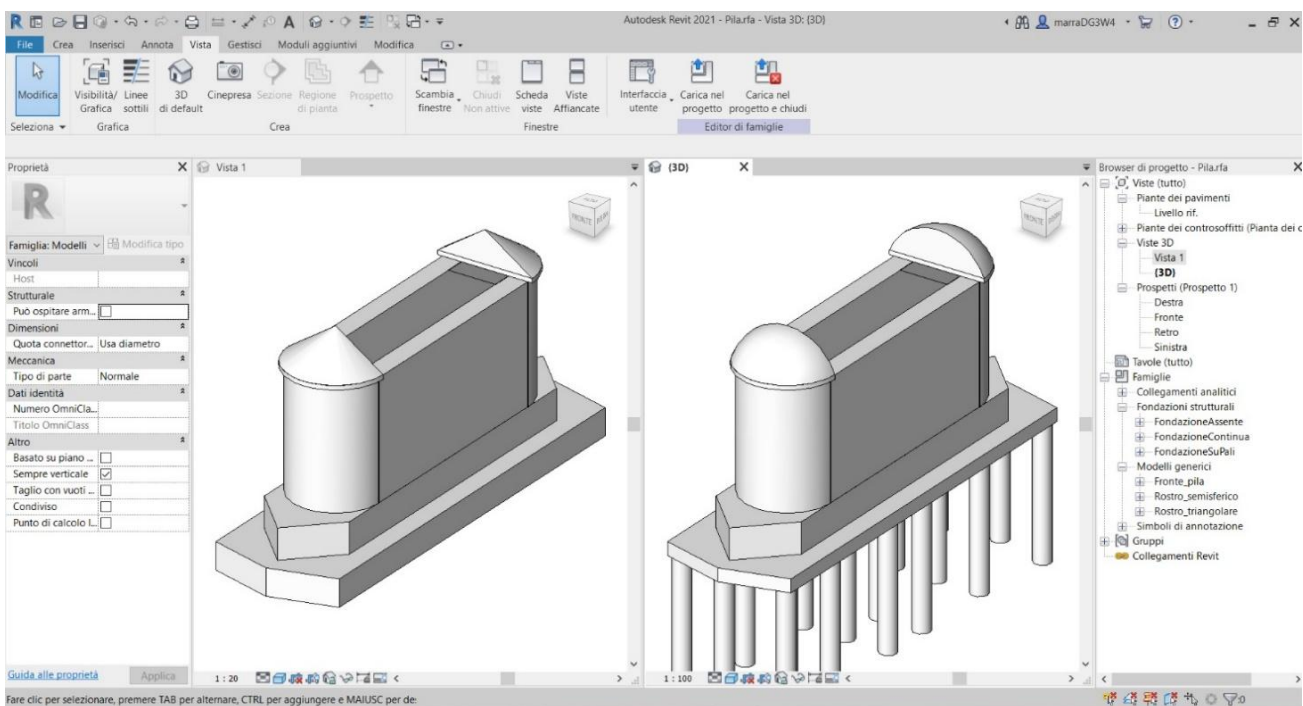 Autodesk Revit 2021 - Pila.rfa - Vista 3D: {3D}
marraDG3W4
File Crea Inserisci Annota Vista Gestisci Moduli aggiuntivi Modifica
Modifica
Visibilità/ Grafica
Linee sottili
3D di default
Cinepresa
Sezione
Regione di pianta
Prospetto
Scambia finestre
Chiudi Non attive
Scheda viste
Viste Affiancate
Interfaccia utente
Carica nel progetto
Carica nel progetto e chiudi
Seleziona Grafica Crea Finestre Editor di famiglie
Proprietà
R
Famiglia: Modelli Modifica tipo
Vincoli
Host
Strutturale
Può ospitare arm...
Dimensioni
Quota connettor... Usa diametro
Meccanica
Tipo di parte Normale
Dati identità
Numero OmniCla...
Titolo OmniClass
Altro
Basato su piano ...
Sempre verticale
Taglio con vuoti ...
Condiviso
Punto di calcolo l...
Guida alle proprietà Applica
Vista 1
FRONTE
1 : 20
(3D)
FRONTE
1 : 100
Browser di progetto - Pila.rfa
Viste (tutto)
Piante dei pavimenti
Livello rif.
Piante dei controsoffitti (Pianta dei c
Viste 3D
Vista 1
(3D)
Prospetti (Prospetto 1)
Destra
Fronte
Retro
Sinistra
Tavole (tutto)
Famiglie
Collegamenti analitici
Fondazioni strutturali
FondazioneAssente
FondazioneContinua
FondazioneSuPali
Modelli generici
Fronte_pila
Rostro_semisferico
Rostro_triangolare
Simboli di annotazione
Gruppi
Collegamenti Revit
Fare clic per selezionare, premere TAB per alternare, CTRL per aggiungere e MAIUSC per de:
:0